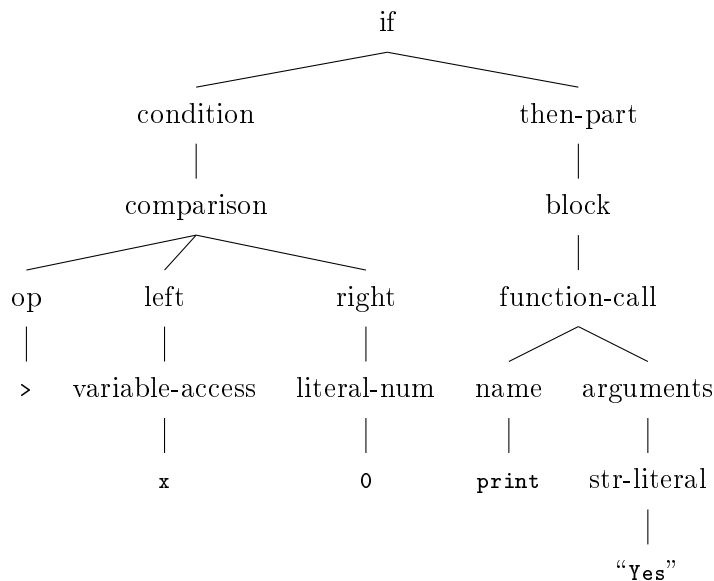 if
condition then-part
comparison block
op left right function-call
> variable-access literal-num name arguments
x 0 print str-literal
“Yes”